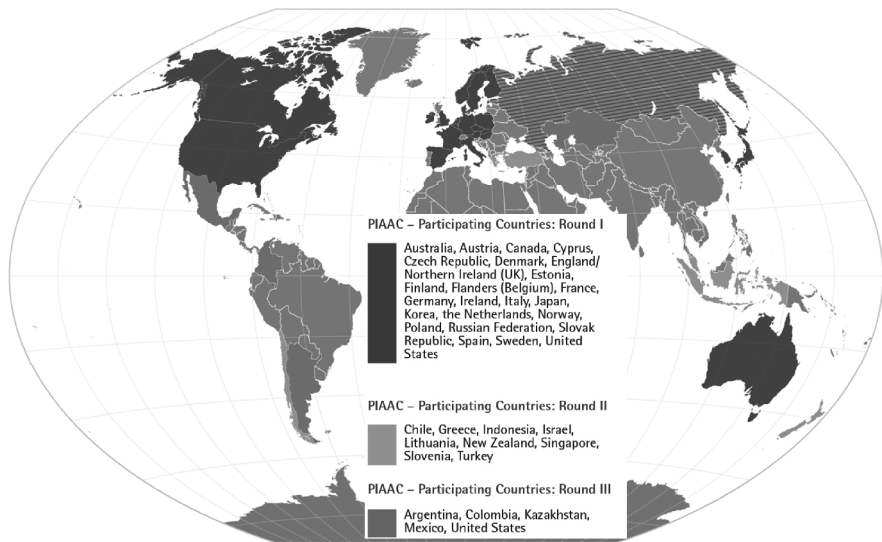 PIAAC – Participating Countries: Round I
Australia, Austria, Canada, Cyprus,
Czech Republic, Denmark, England/
Northern Ireland (UK), Estonia,
Finland, Flanders (Belgium), France,
Germany, Ireland, Italy, Japan,
Korea, the Netherlands, Norway,
Poland, Russian Federation, Slovak
Republic, Spain, Sweden, United
States
PIAAC – Participating Countries: Round II
Chile, Greece, Indonesia, Israel,
Lithuania, New Zealand, Singapore,
Slovenia, Turkey
PIAAC – Participating Countries: Round III
Argentina, Colombia, Kazakhstan,
Mexico, United States